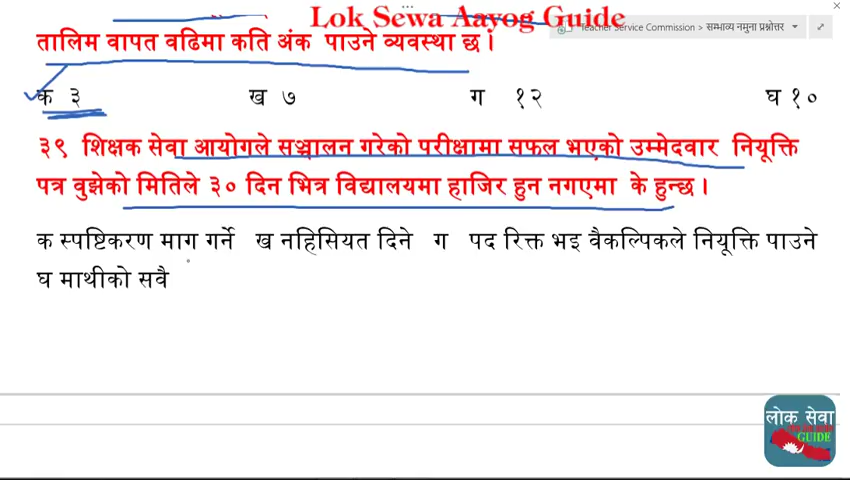 Lok Sewa Aayog Guide
Teacher Service Commission > सम्भाव्य नमुना प्रश्नोत्तर
तालिम वापत वढिमा कति अंक पाउने व्यवस्था छ।
क ३ ख ७ ग १२ घ १०
३९ शिक्षक सेवा आयोगले सञ्चालन गरेको परीक्षामा सफल भएको उम्मेदवार नियूक्ति
पत्र वुझेको मितिले ३० दिन भित्र विद्यालयमा हाजिर हुन नगएमा के हुन्छ।
क स्पष्टिकरण माग गर्ने ख नहिसियत दिने ग पद रिक्त भइ वैकल्पिकले नियूक्ति पाउने
घ माथीको सवै
लोक सेवा
GUIDE